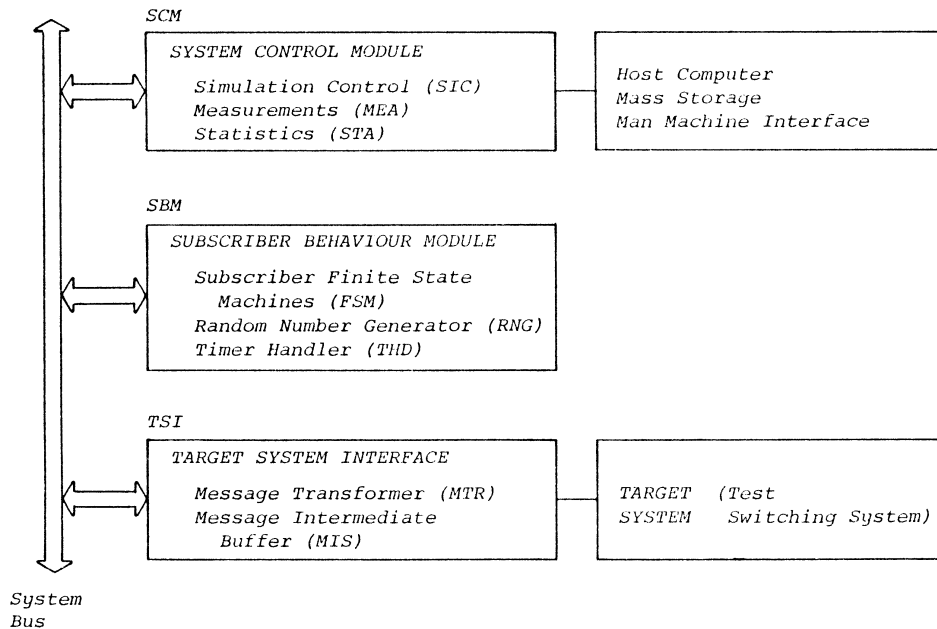 SCM
SYSTEM CONTROL MODULE
Simulation Control (SIC)
Measurements (MEA)
Statistics (STA)
Host Computer
Mass Storage
Man Machine Interface
SBM
SUBSCRIBER BEHAVIOUR MODULE
Subscriber Finite State
Machines (FSM)
Random Number Generator (RNG)
Timer Handler (THD)
TSI
TARGET SYSTEM INTERFACE
Message Transformer (MTR)
Message Intermediate
Buffer (MIS)
TARGET (Test
SYSTEM Switching System)
System
Bus